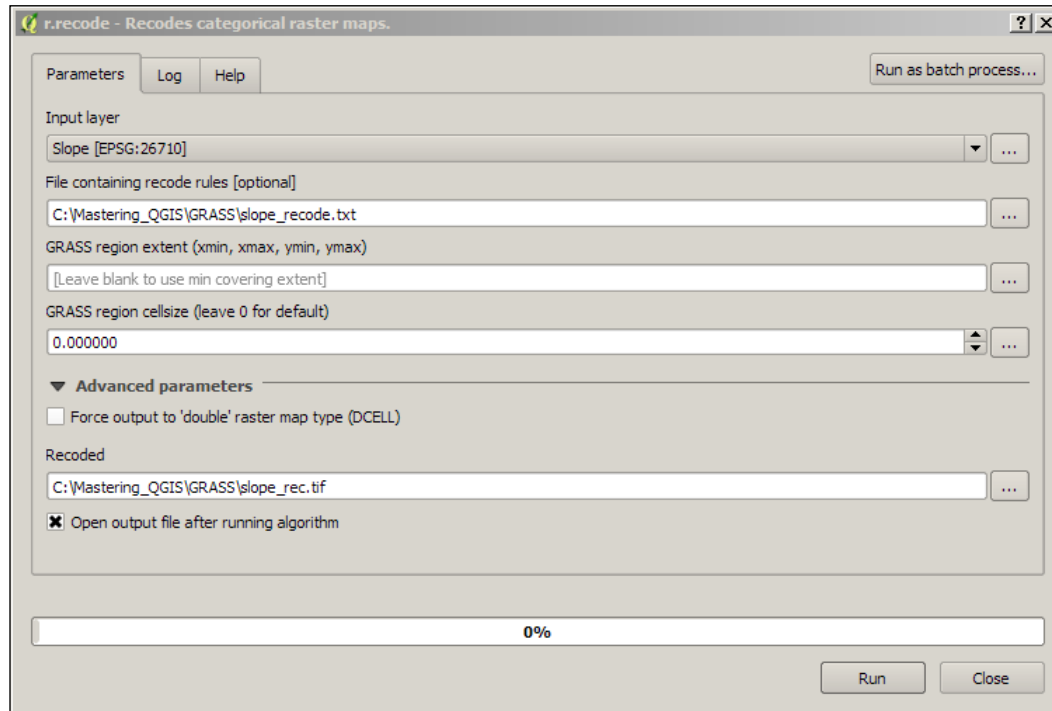 r.recode - Recodes categorical raster maps.
? X
Parameters Log Help Run as batch process...
Input layer
Slope [EPSG:26710] ...
File containing recode rules [optional]
C:\Mastering_QGIS\GRASS\slope_recode.txt ...
GRASS region extent (xmin, xmax, ymin, ymax)
[Leave blank to use min covering extent] ...
GRASS region cellsize (leave 0 for default)
0.000000 ...
Advanced parameters
Force output to 'double' raster map type (DCELL)
Recoded
C:\Mastering_QGIS\GRASS\slope_rec.tif ...
Open output file after running algorithm
0%
Run Close